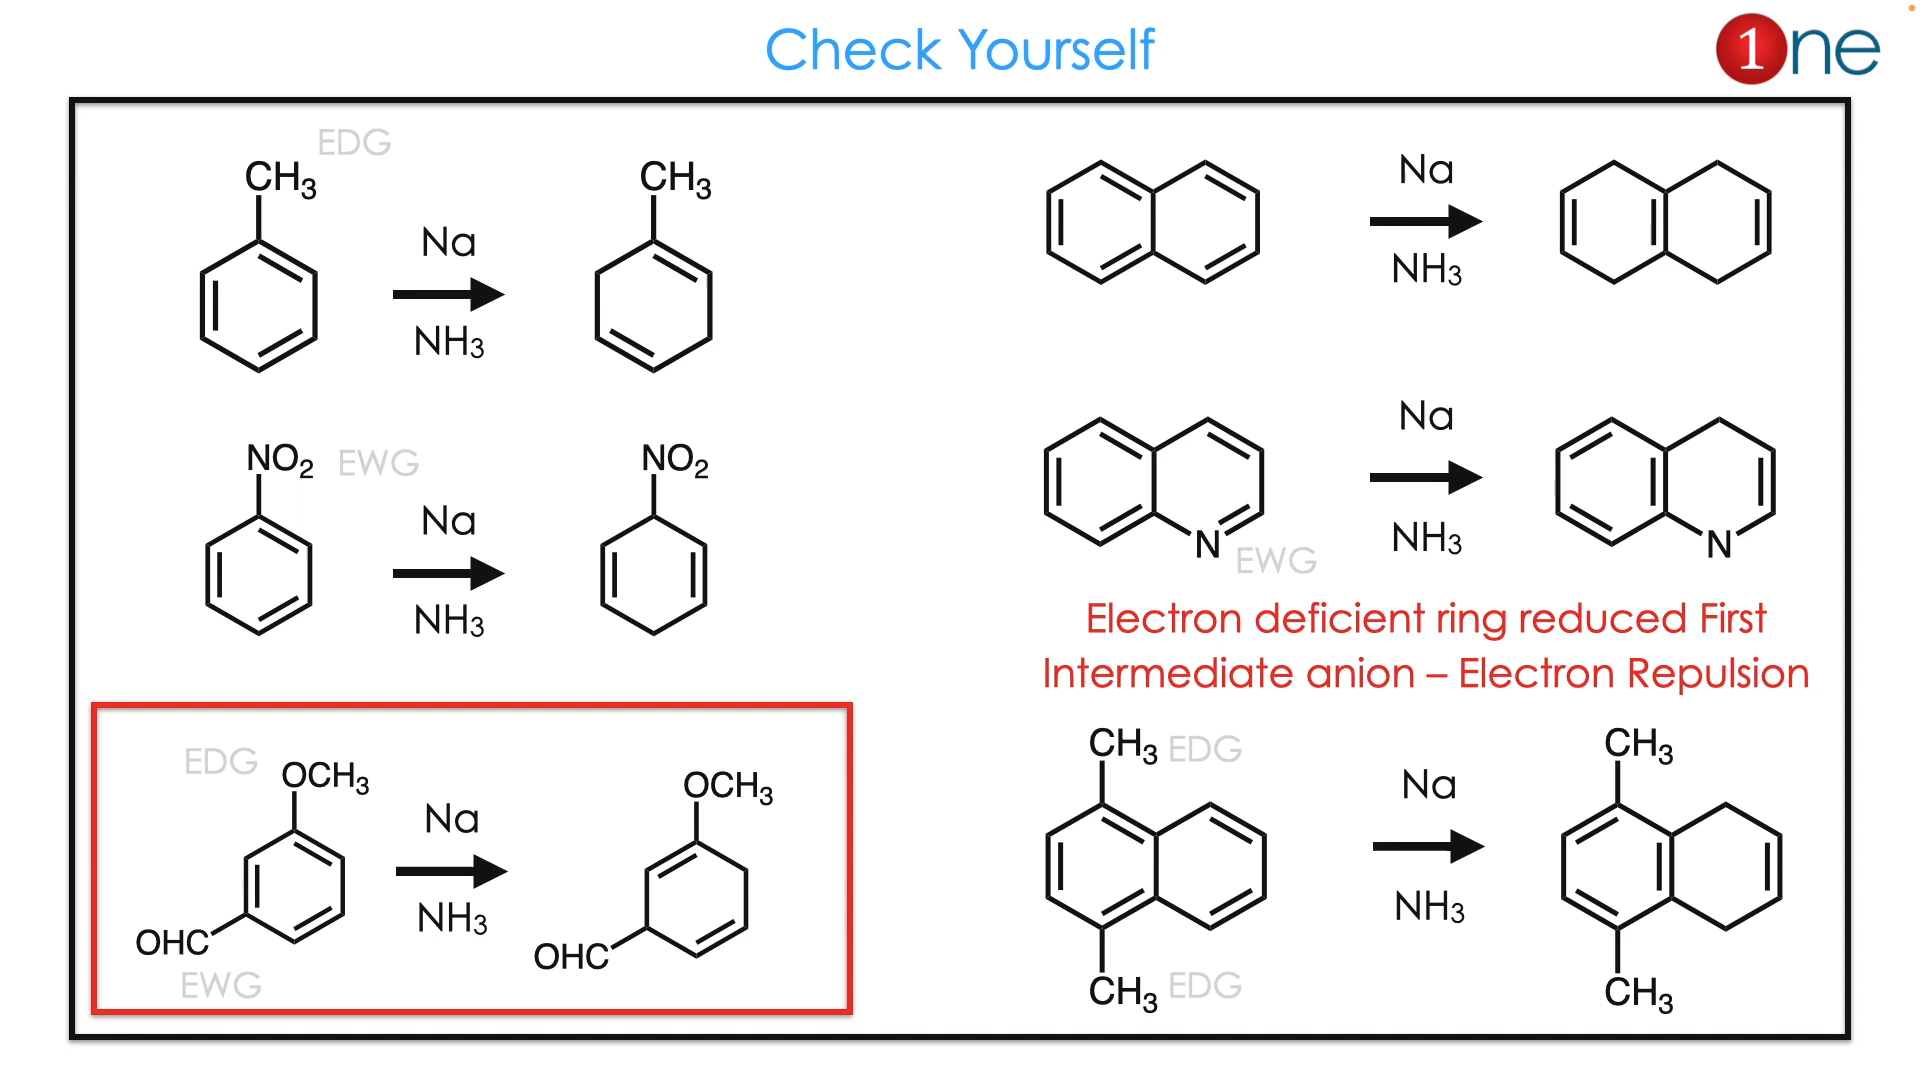 Check Yourself
1ne
EDG
CH3
Na
NH3
CH3
NO2
EWG
Na
NH3
NO2
EDG
OCH3
OHC
EWG
Na
NH3
OCH3
OHC
Na
NH3
N
EWG
Na
NH3
N
Electron deficient ring reduced First
Intermediate anion – Electron Repulsion
CH3
EDG
CH3
EDG
Na
NH3
CH3
CH3